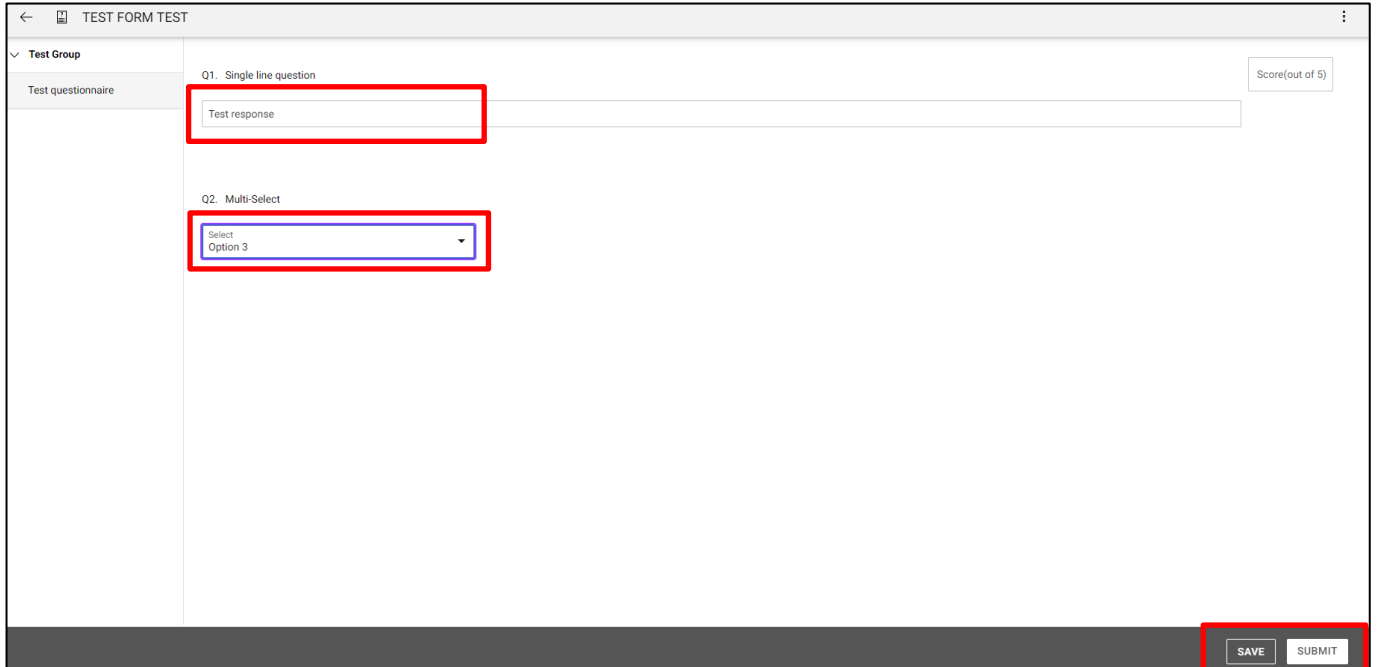 TEST FORM TEST
Test Group
Test questionnaire
Q1. Single line question
Score(out of 5)
Test response
Q2. Multi-Select
Select
Option 3
SAVE
SUBMIT